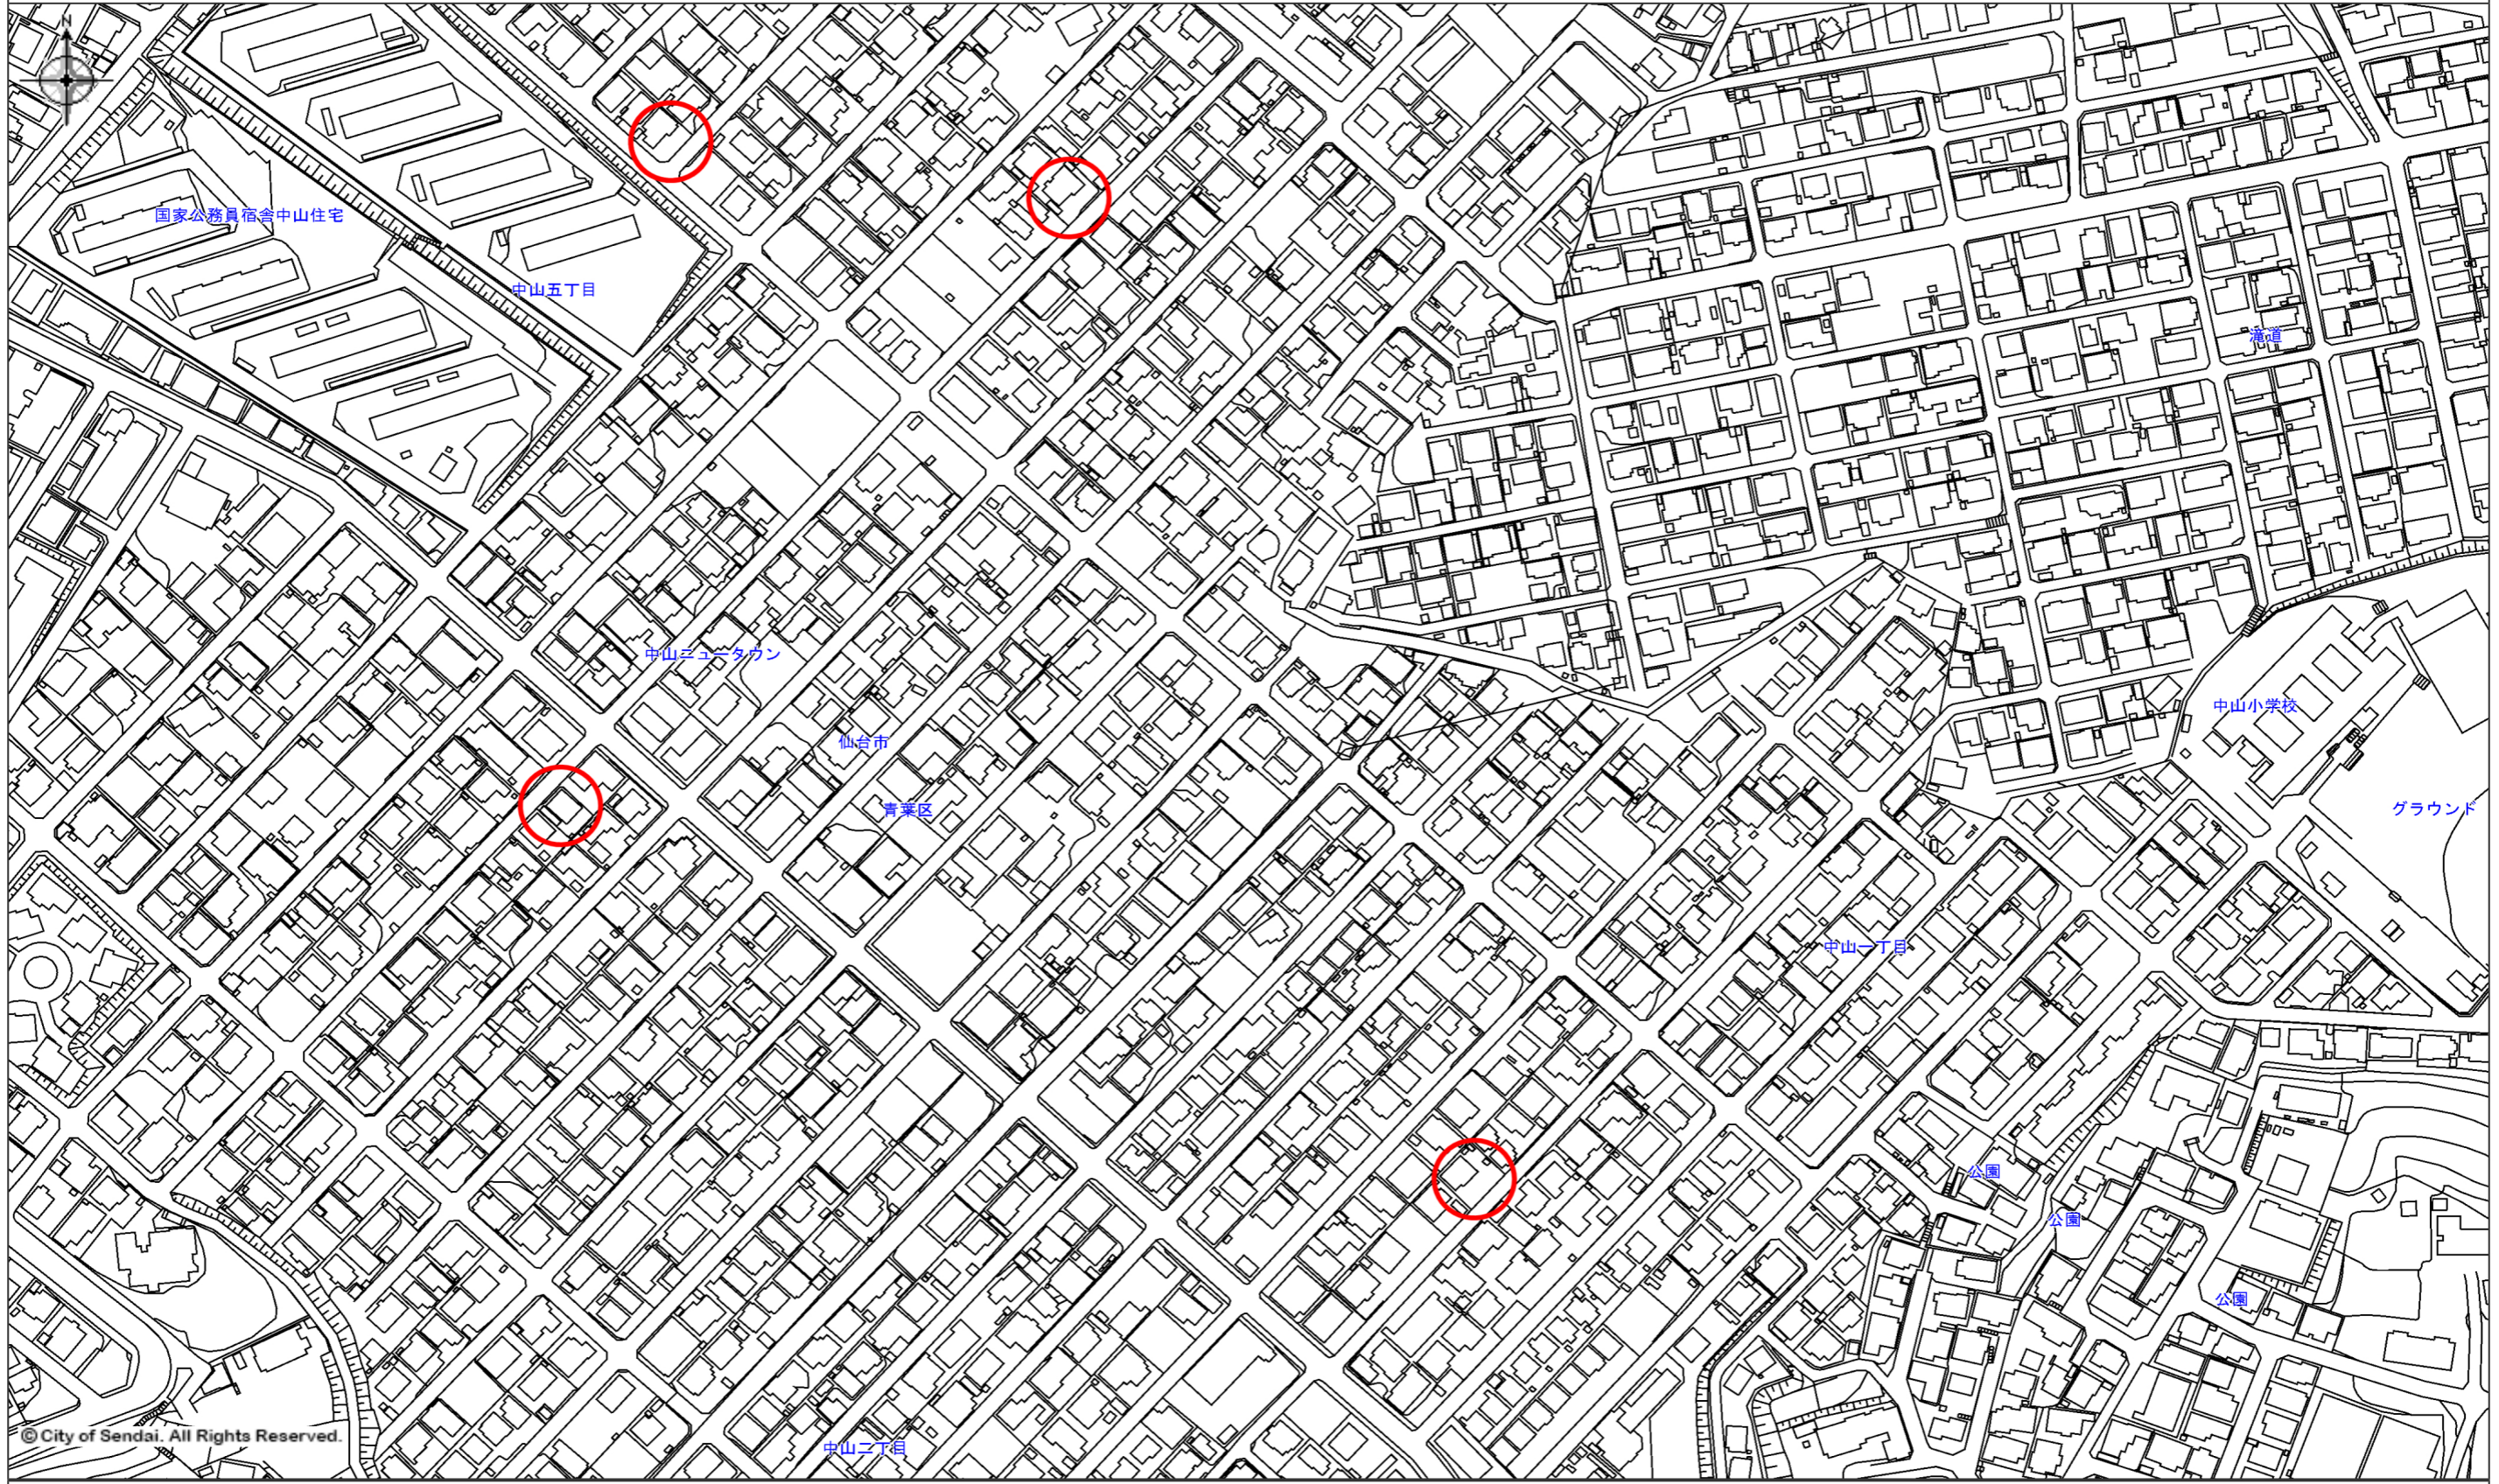 N
国家公務員宿舎中山住宅
中山五丁目
滝道
中山ニュータウン
中山小学校
仙台市
青葉区
グラウンド
中山一丁目
公園
公園
公園
© City of Sendai. All Rights Reserved.
中山二丁目